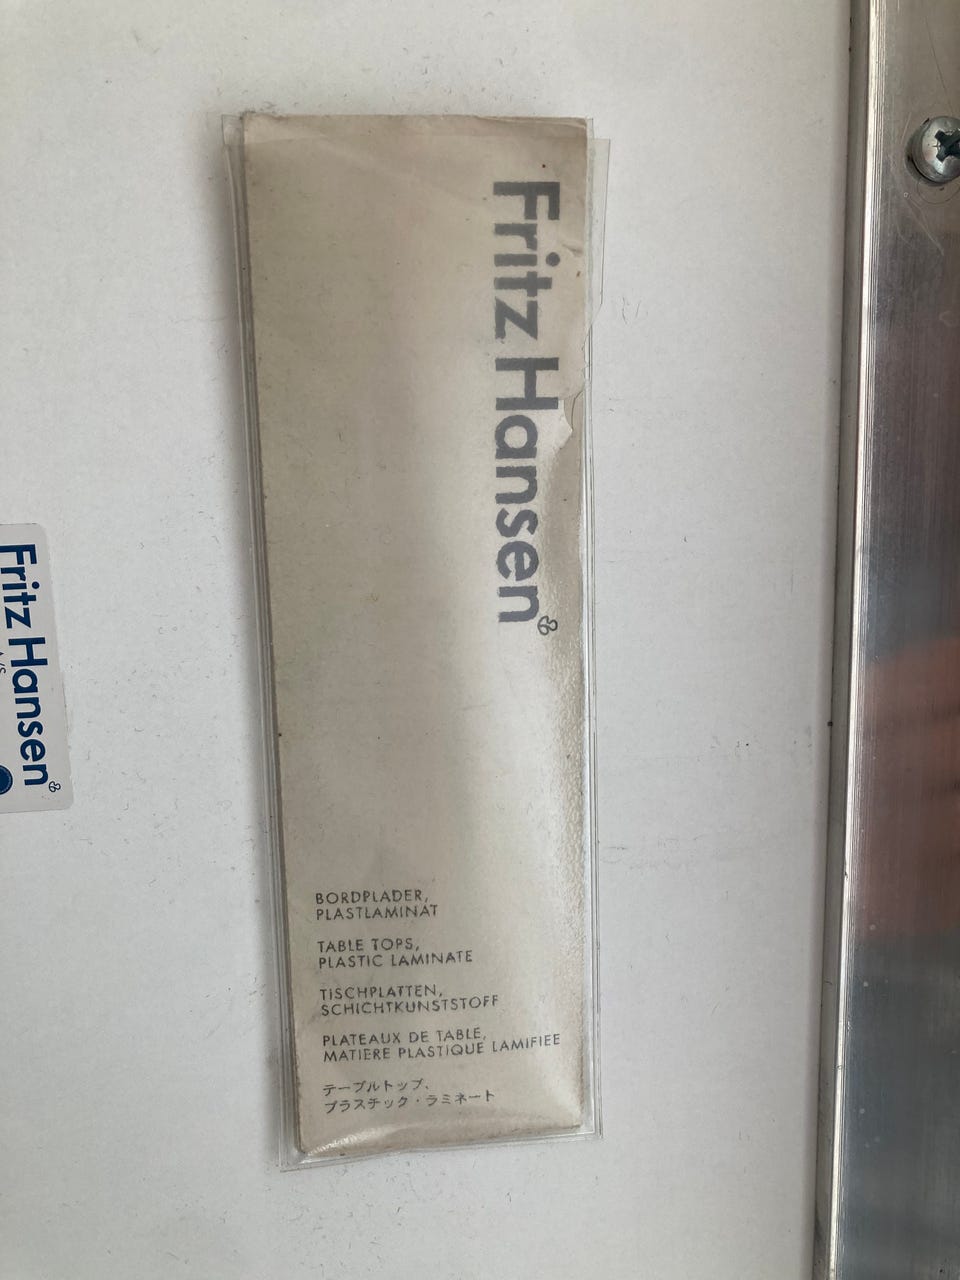 Fritz Hansen
BORDPLADER,
PLASTLAMINAT
TABLE TOPS,
PLASTIC LAMINATE
TISCHPLATTEN,
SCHICHTKUNSTSTOFF
PLATEAUX DE TABLE,
MATIERE PLASTIQUE LAMIFIEE
テーブルトップ、
プラスチック・ラミネート
Fritz Hansen
A/S